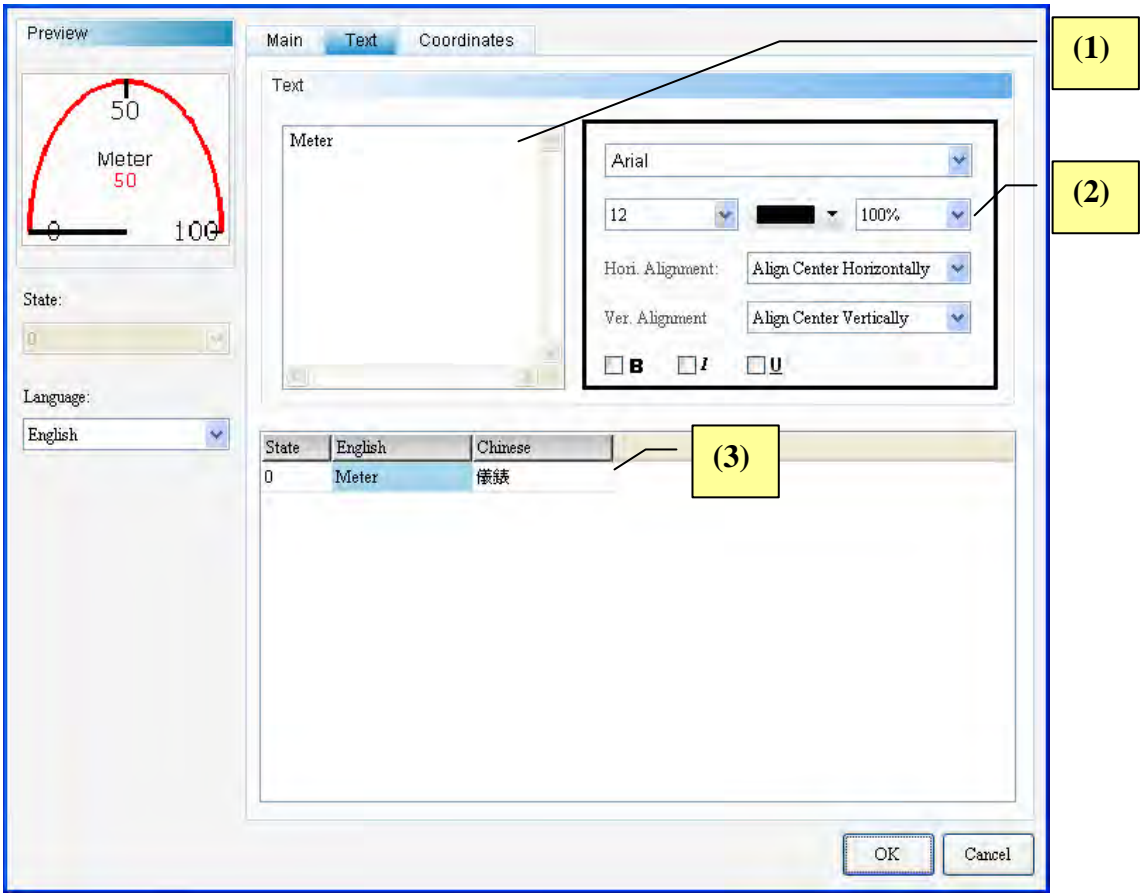 Preview
50
Meter
50
0 100
State:
0
Language:
English
Main Text Coordinates
Text
Meter
Arial
12 100%
Hori. Alignment: Align Center Horizontally
Ver. Alignment Align Center Vertically
B I U
State English Chinese
0 Meter 儀錶
OK Cancel
(1)
(2)
(3)